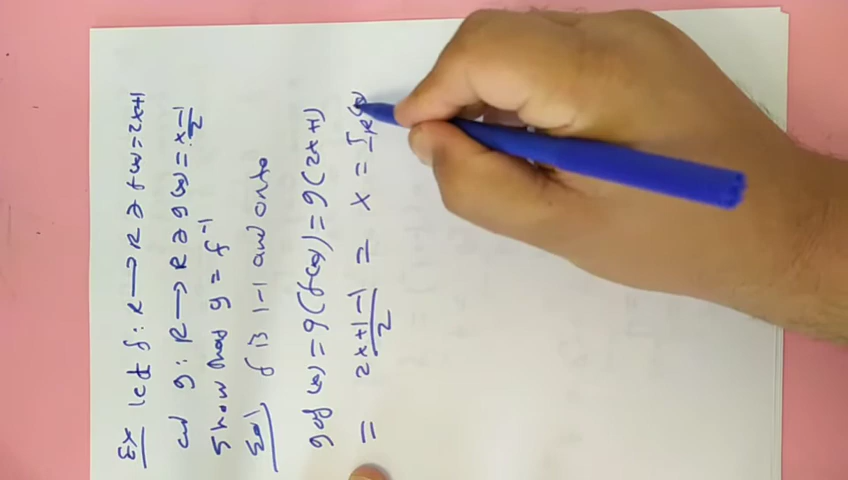 Ex let f : R → R ∂ f(x) = 2x+1
and g : R → R ∂ g(x) = x-1/2
Show that g = f⁻¹
Sol f is 1-1 and onto
gof(x) = g(f(x)) = g(2x+1)
= 2x+1-1/2 = x = I_R(x)